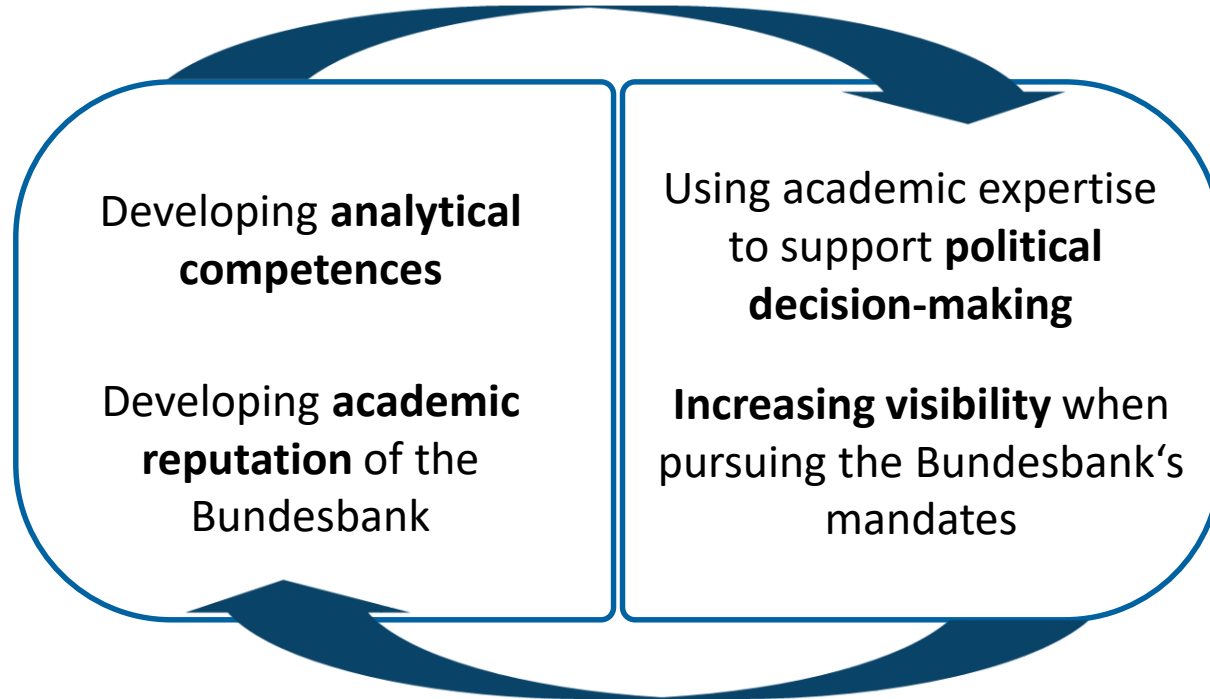 Developing analytical
competences
Developing academic
reputation of the
Bundesbank
Using academic expertise
to support political
decision-making
Increasing visibility when
pursuing the Bundesbank‘s
mandates